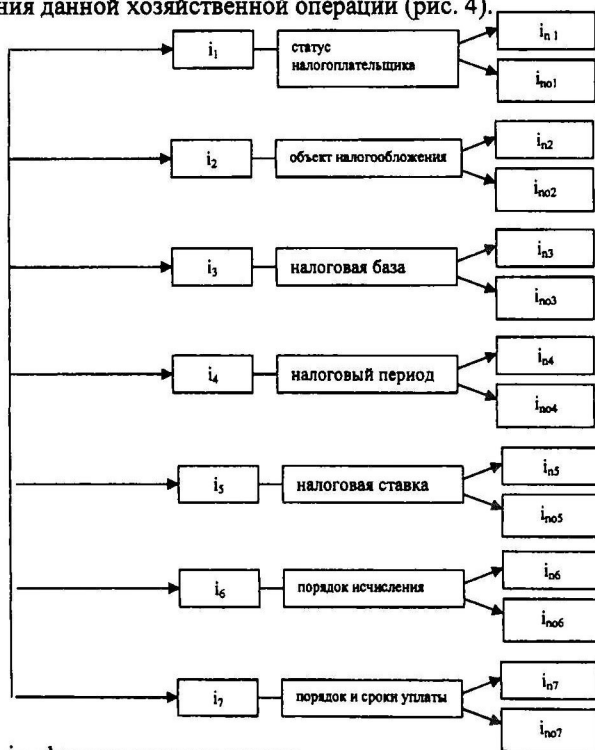 ния данной хозяйственной операции (рис. 4).
i₁ статус налогоплательщика
iₙ ₁
iₙₒ₁
i₂ объект налогообложения
iₙ₂
iₙₒ₂
i₃ налоговая база
iₙ₃
iₙₒ₃
i₄ налоговый период
iₙ₄
iₙₒ₄
i₅ налоговая ставка
iₙ₅
iₙₒ₅
i₆ порядок исчисления
iₙ₆
iₙₒ₆
i₇ порядок и сроки уплаты
iₙ₇
iₙₒ₇